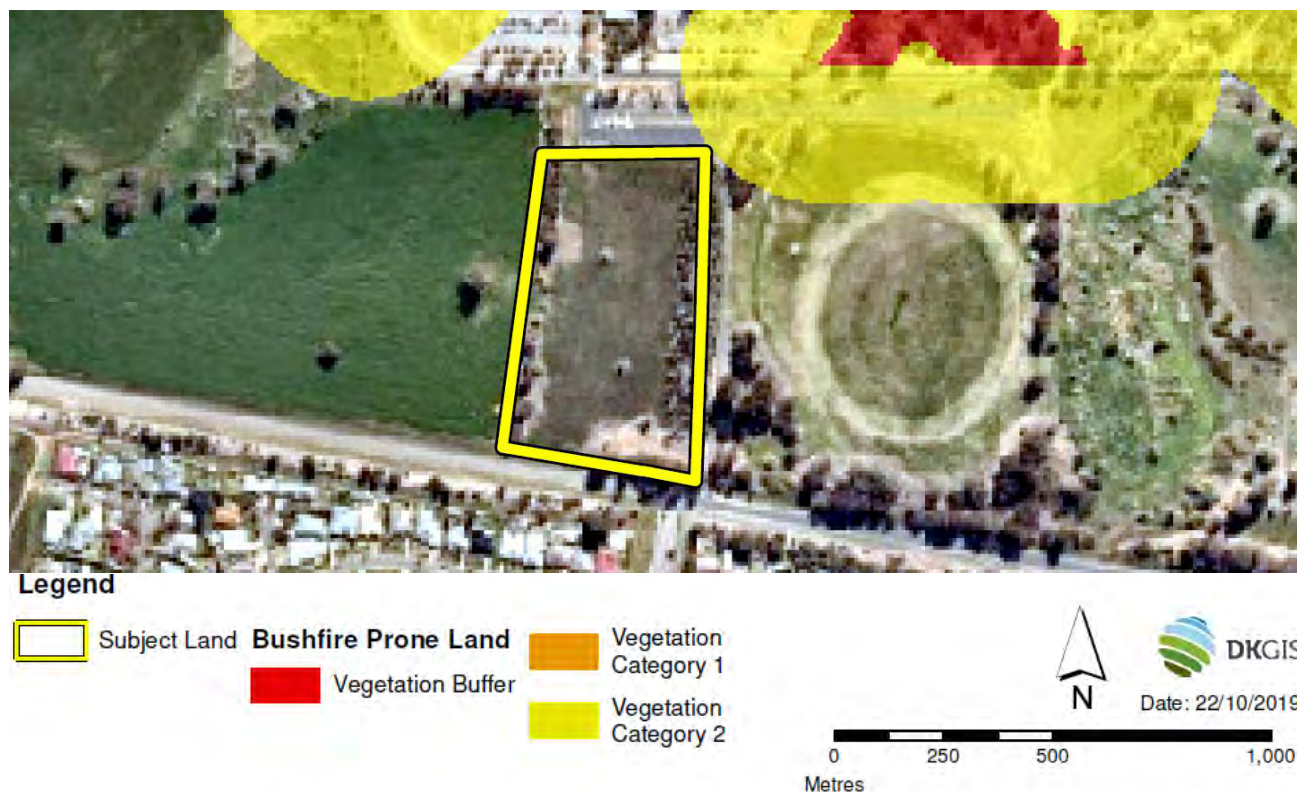 Legend
Subject Land
Bushfire Prone Land
Vegetation Buffer
Vegetation
Category 1
Vegetation
Category 2
N
DKGIS
Date: 22/10/2019
0 250 500 1,000
Metres